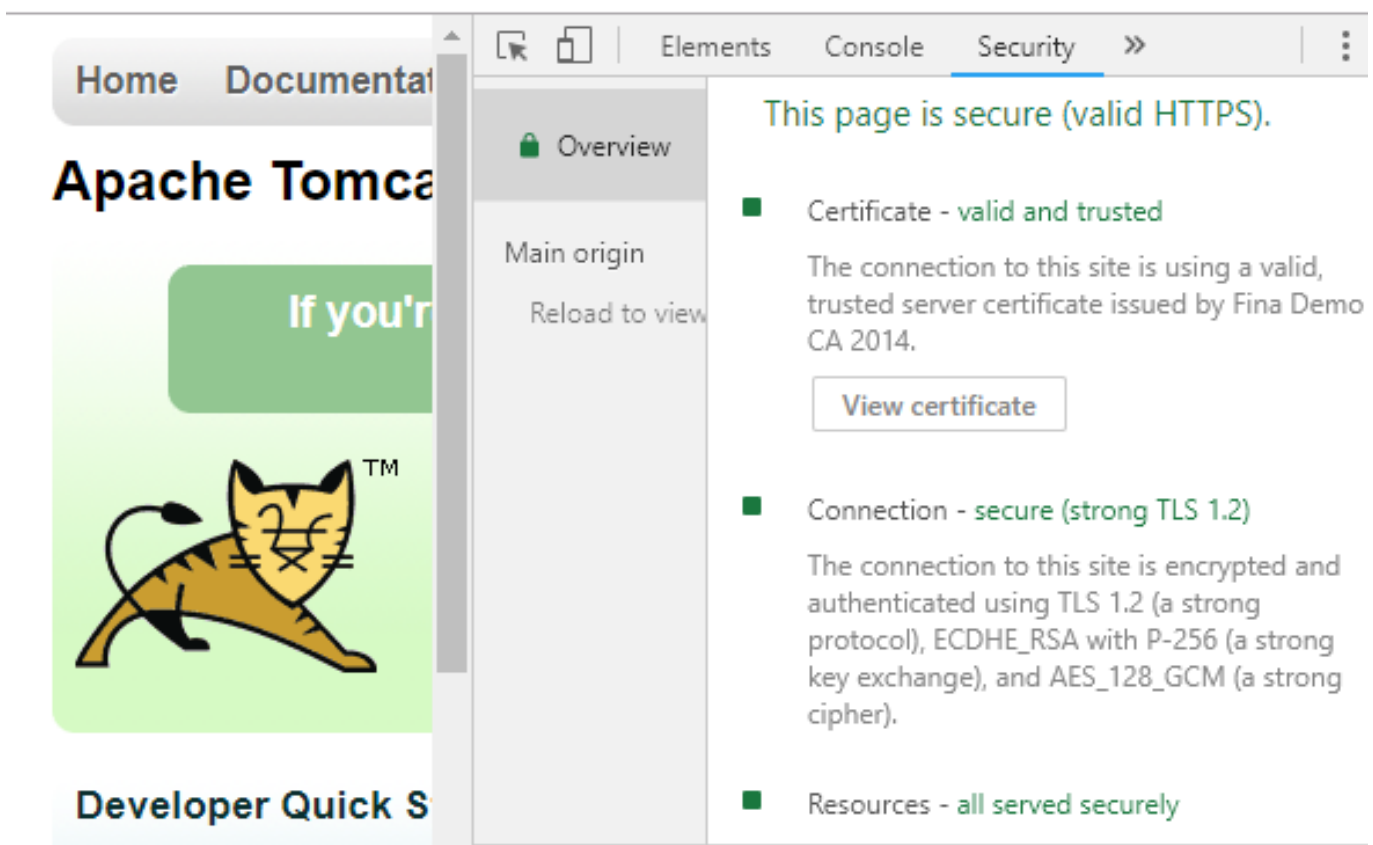 Home Documentat
Apache Tomca
If you'r
TM
Developer Quick S
Elements Console Security »
Overview
Main origin
Reload to view
This page is secure (valid HTTPS).
Certificate - valid and trusted
The connection to this site is using a valid,
trusted server certificate issued by Fina Demo
CA 2014.
View certificate
Connection - secure (strong TLS 1.2)
The connection to this site is encrypted and
authenticated using TLS 1.2 (a strong
protocol), ECDHE_RSA with P-256 (a strong
key exchange), and AES_128_GCM (a strong
cipher).
Resources - all served securely